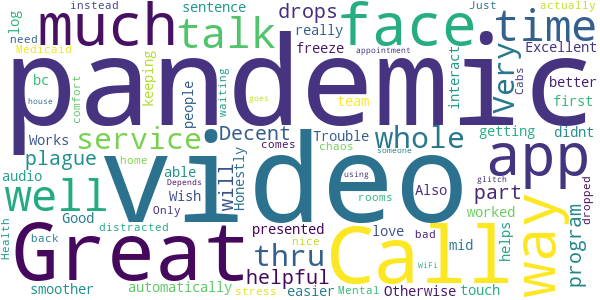 log
instead
much
sentence
drops
face
Just
time
actually
need
Medicaid
talk
really
freeze
appointment
Excellent
pandemic
bc
house
comfort
keeping
people
waiting
goes
team
interact
Very
Cabs
better
first
Works
service
Decent
Trouble
comes
chaos
whole
getting
didnt
plague
audio
home
Depends
able
Wish
Only
will
Honestly
video
using
someone
rooms
Also
app
part
glitch
dropped
well
Good
distracted
presented
nice
love
bad
mid
worked
helps
way
program
Health
back
Great
thru
helpful
Call
WiFi
Otherwise
touch
smoother
automatically
stress
easier
Mental